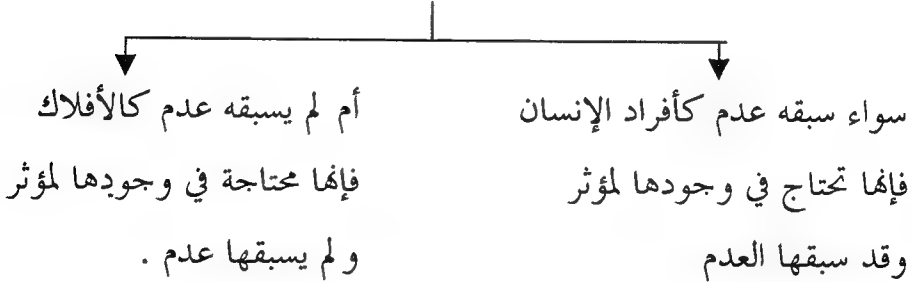 سواء سبقه عدم كأفراد الإنسان
فإنها تحتاج في وجودها لمؤثر
وقد سبقها العدم
أم لم يسبقه عدم كالأفلاك
فإنها محتاجة في وجودها لمؤثر
و لم يسبقها عدم .